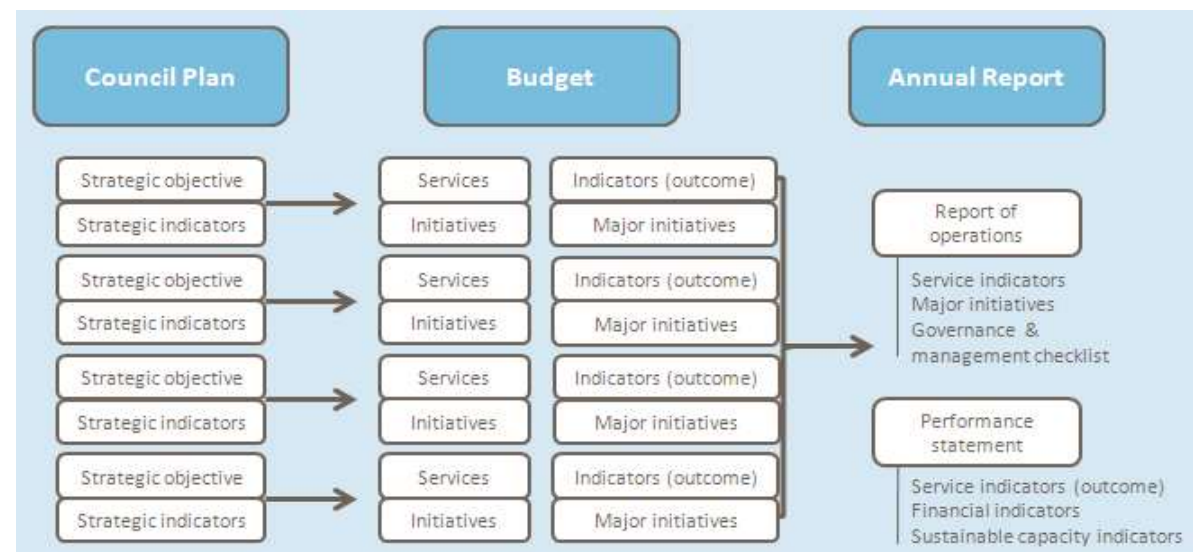 Council Plan
Budget
Annual Report
Strategic objective
Strategic indicators
Services
Initiatives
Indicators (outcome)
Major initiatives
Strategic objective
Strategic indicators
Services
Initiatives
Indicators (outcome)
Major initiatives
Strategic objective
Strategic indicators
Services
Initiatives
Indicators (outcome)
Major initiatives
Strategic objective
Strategic indicators
Services
Initiatives
Indicators (outcome)
Major initiatives
Report of
operations
Service indicators
Major initiatives
Governance &
management checklist
Performance
statement
Service indicators (outcome)
Financial indicators
Sustainable capacity indicators